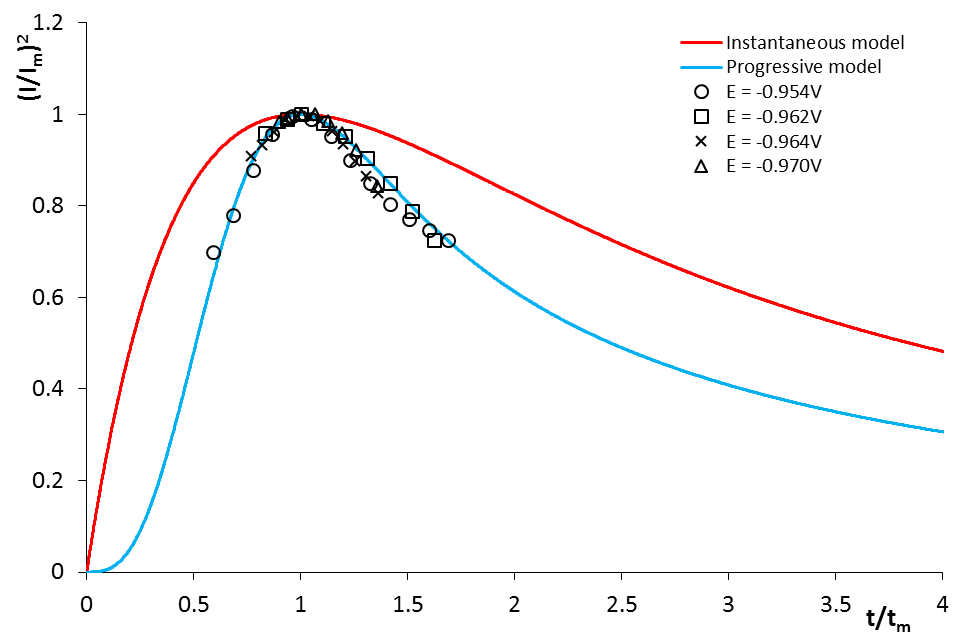 1.2
(I/Iₘ)²
Instantaneous model
Progressive model
E = -0.954V
E = -0.962V
E = -0.964V
E = -0.970V
1
0.8
0.6
0.4
0.2
0
0 0.5 1 1.5 2 2.5 3 3.5 4
t/tₘ